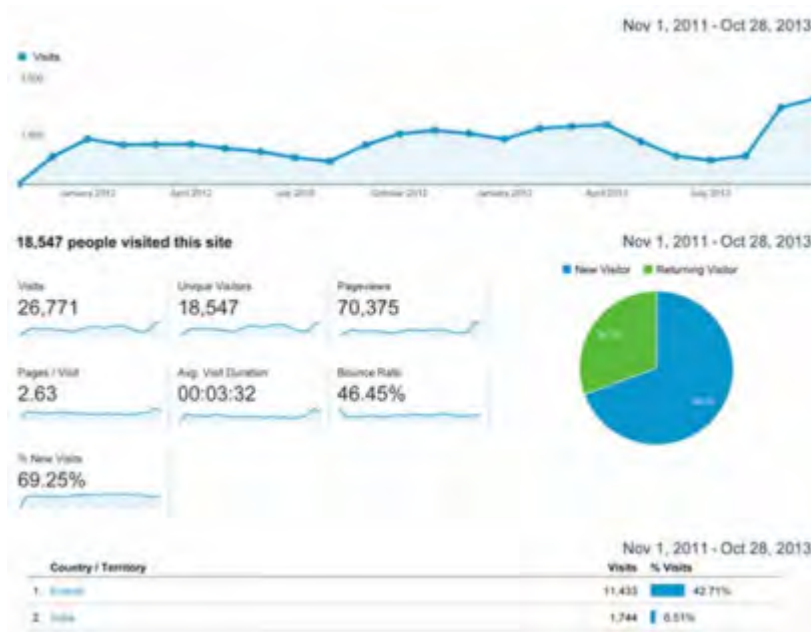 Nov 1, 2011 - Oct 28, 2013
Visits
January 2012 April 2012 July 2012 October 2012 January 2013 April 2013 July 2013
18,547 people visited this site
Nov 1, 2011 - Oct 28, 2013
New Visitor Returning Visitor
Visits Unique Visitors Pageviews
26,771 18,547 70,375
Pages / Visit Avg. Visit Duration Bounce Rate
2.63 00:03:32 46.45%
% New Visits
69.25%
Nov 1, 2011 - Oct 28, 2013
Country / Territory Visits % Visits
1. 11,433 42.71%
2. India 1,744 6.51%